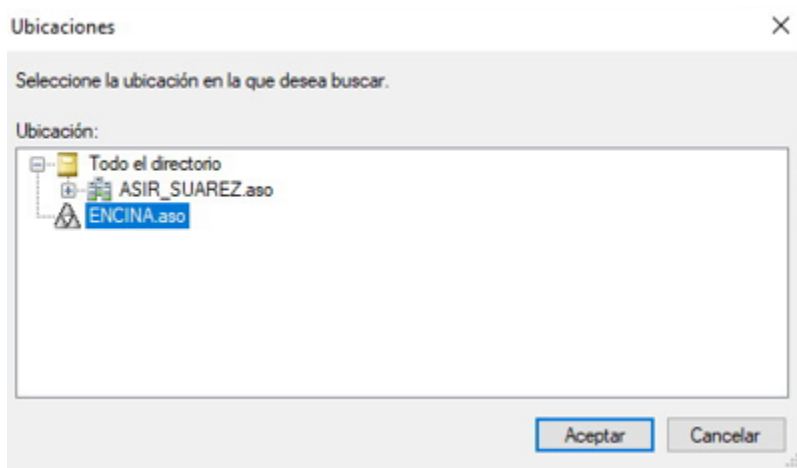 Ubicaciones
Seleccione la ubicación en la que desea buscar.
Ubicación:
Todo el directorio
ASIR_SUAREZ.aso
ENCINA.aso
Aceptar
Cancelar